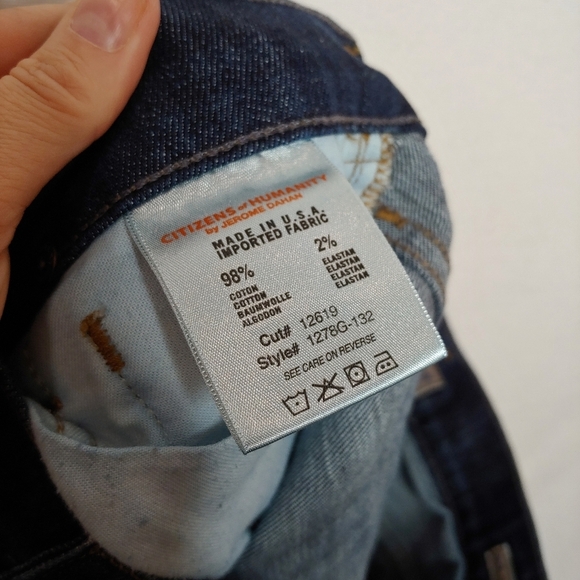 CITIZENS of HUMANITY
by JEROME DAHAN
MADE IN U.S.A.
IMPORTED FABRIC
98% 2%
COTON ELASTAN
COTTON ELASTAN
BAUMWOLLE ELASTAN
ALGODON ELASTAN
Cut# 12619
Style# 1278G-132
SEE CARE ON REVERSE